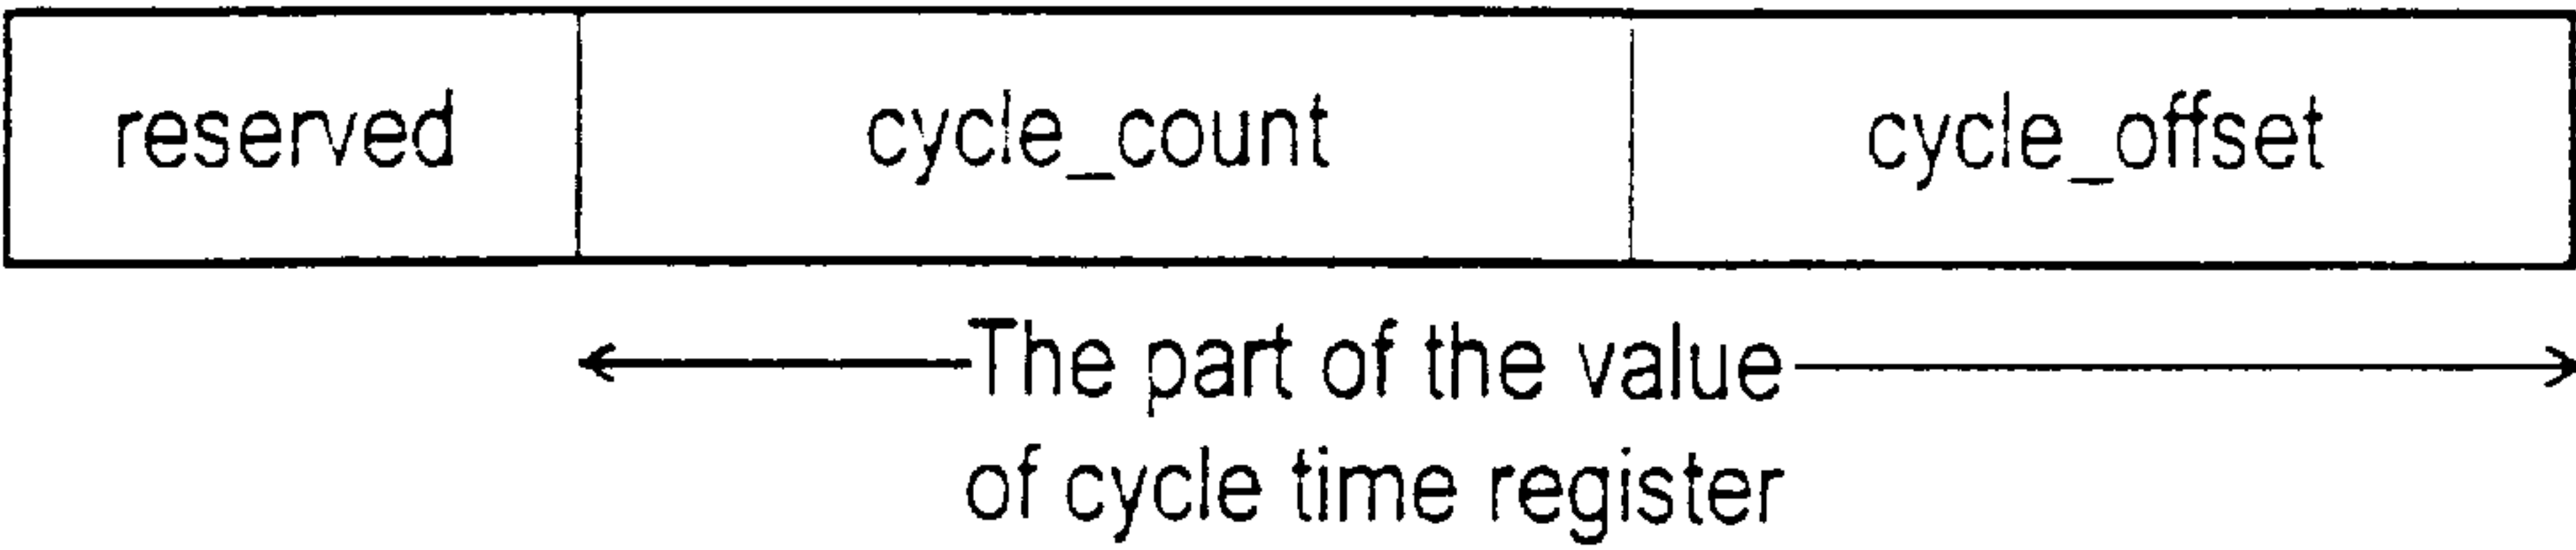 reserved cycle_count cycle_offset
The part of the value
of cycle time register